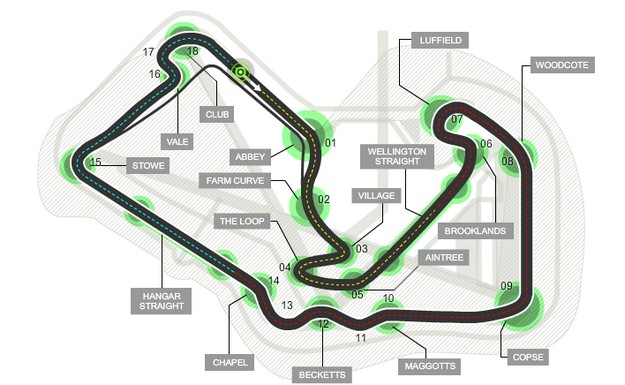 LUFFIELD
WOODCOTE
17
18
16
CLUB
VALE
07
01
06
08
ABBEY
WELLINGTON
STRAIGHT
15
STOWE
FARM CURVE
02
VILLAGE
THE LOOP
BROOKLANDS
03
AINTREE
04
14
05
09
HANGAR
STRAIGHT
13
10
12
11
CHAPEL
BECKETTS
MAGGOTTS
COPSE